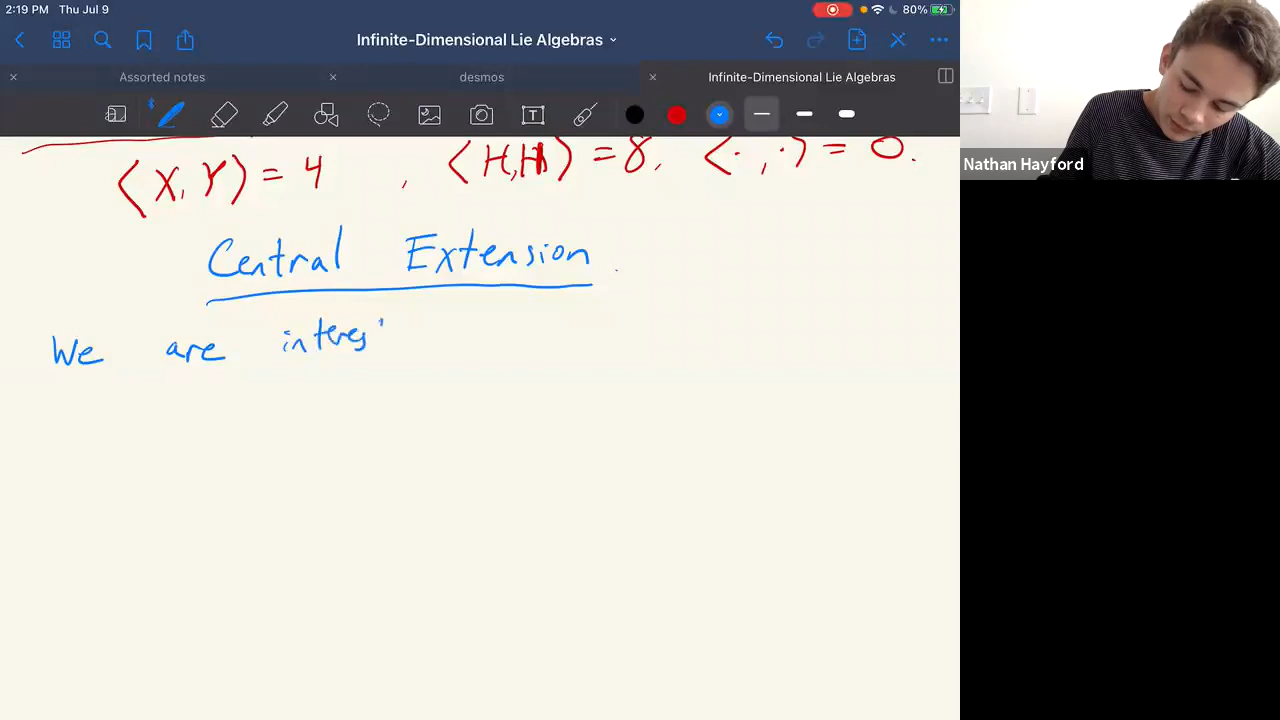 2:19 PM Thu Jul 9
80%
Infinite-Dimensional Lie Algebras
Assorted notes
desmos
Infinite-Dimensional Lie Algebras
⟨X, Y⟩ = 4 , ⟨H,H⟩ = 8, ⟨· , ·⟩ = 0.
Central Extension
We are interes
Nathan Hayford